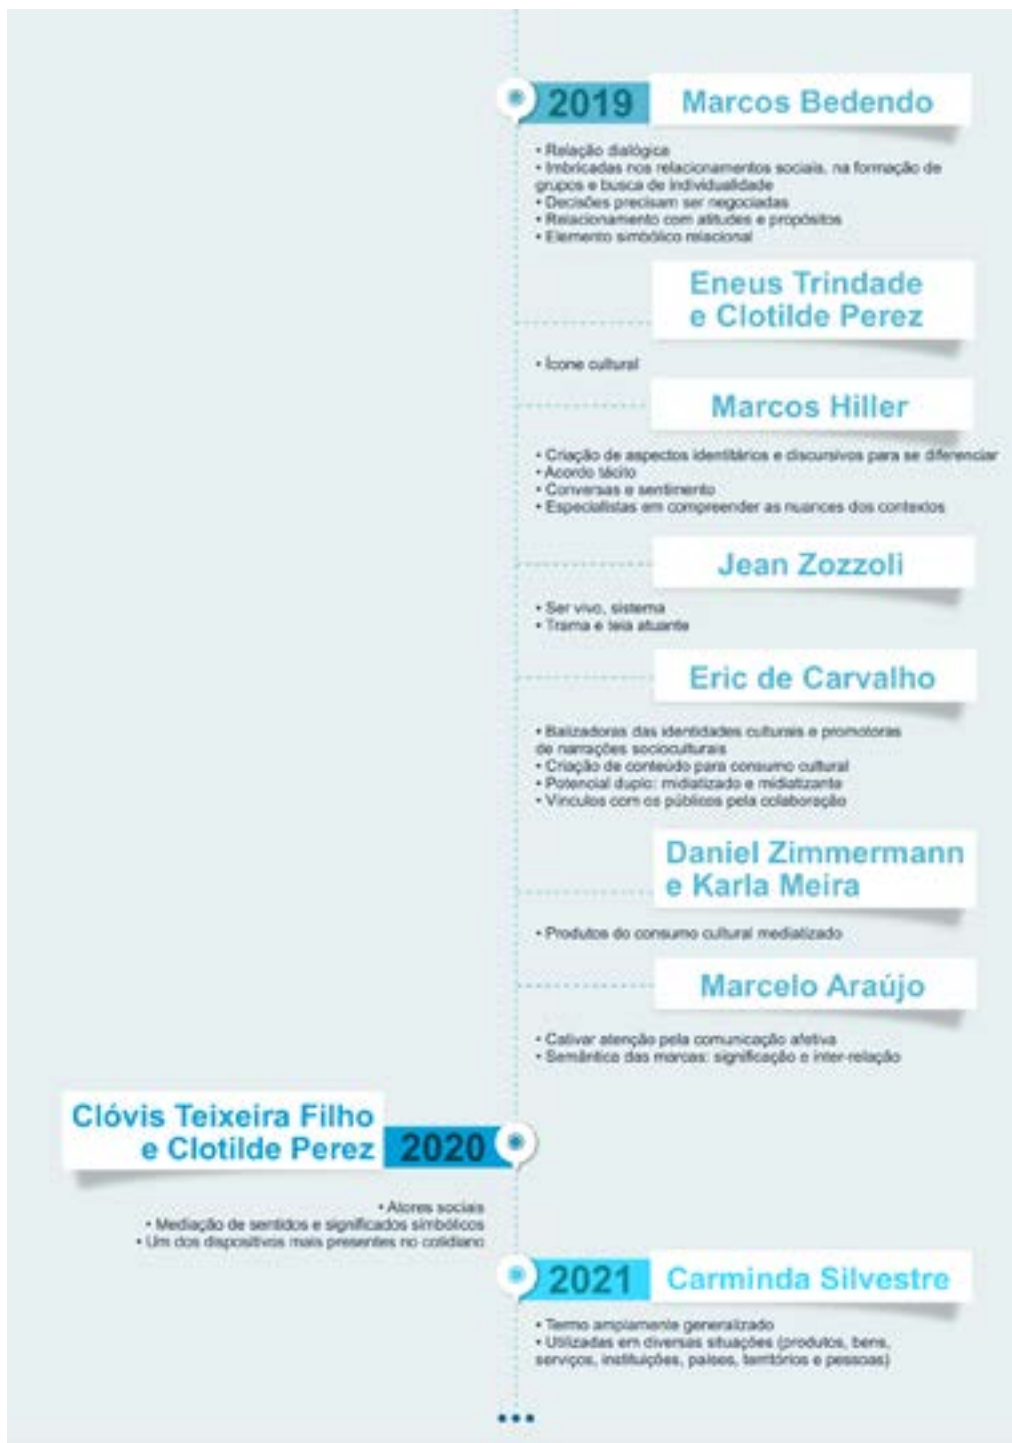 2019 Marcos Bedendo
• Relação dialógica
• Imbricadas nos relacionamentos sociais, na formação de
grupos e busca de individualidade
• Decisões precisam ser negociadas
• Relacionamento com atitudes e propósitos
• Elemento simbólico relacional
Eneus Trindade
e Clotilde Perez
• Ícone cultural
Marcos Hiller
• Criação de aspectos identitários e discursivos para se diferenciar
• Acordo tácito
• Conversas e sentimento
• Especialistas em compreender as nuances dos contextos
Jean Zozzoli
• Ser vivo, sistema
• Trama e teia atuante
Eric de Carvalho
• Balizadoras das identidades culturais e promotoras
de narrações socioculturais
• Criação de conteúdo para consumo cultural
• Potencial duplo: midiatizado e midiatizante
• Vínculos com os públicos pela colaboração
Daniel Zimmermann
e Karla Meira
• Produtos do consumo cultural mediatizado
Marcelo Araújo
• Cativar atenção pela comunicação afetiva
• Semântica das marcas: significação e inter-relação
Clóvis Teixeira Filho
e Clotilde Perez 2020
• Atores sociais
• Mediação de sentidos e significados simbólicos
• Um dos dispositivos mais presentes no cotidiano
2021 Carminda Silvestre
• Termo amplamente generalizado
• Utilizadas em diversas situações (produtos, bens,
serviços, instituições, países, territórios e pessoas)